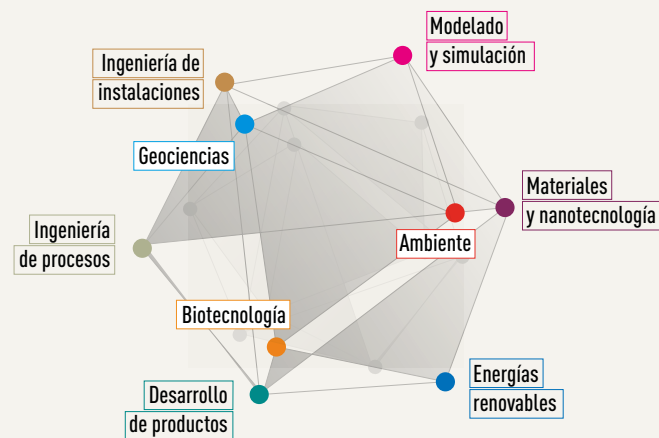 Modelado
y simulación
Ingeniería de
instalaciones
Geociencias
Materiales
y nanotecnología
Ingeniería
de procesos
Ambiente
Biotecnología
Energías
renovables
Desarrollo
de productos